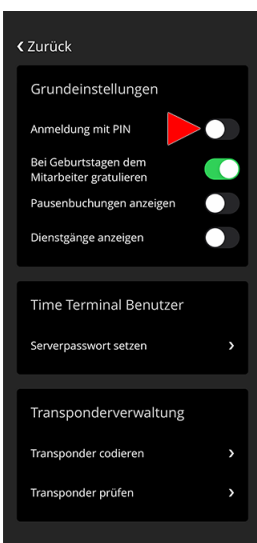 Zurück
Grundeinstellungen
Anmeldung mit PIN
Bei Geburtstagen dem
Mitarbeiter gratulieren
Pausenbuchungen anzeigen
Dienstgänge anzeigen
Time Terminal Benutzer
Serverpasswort setzen
Transponderverwaltung
Transponder codieren
Transponder prüfen